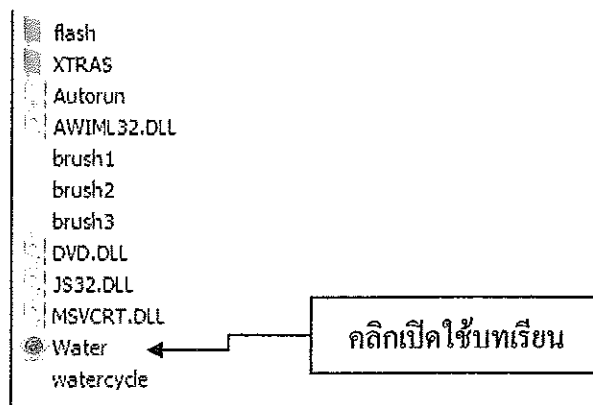 flash
XTRAS
Autorun
AWIML32.DLL
brush1
brush2
brush3
DVD.DLL
JS32.DLL
MSVCRT.DLL
Water
คลิกเปิดใช้บทเรียน
watercycle